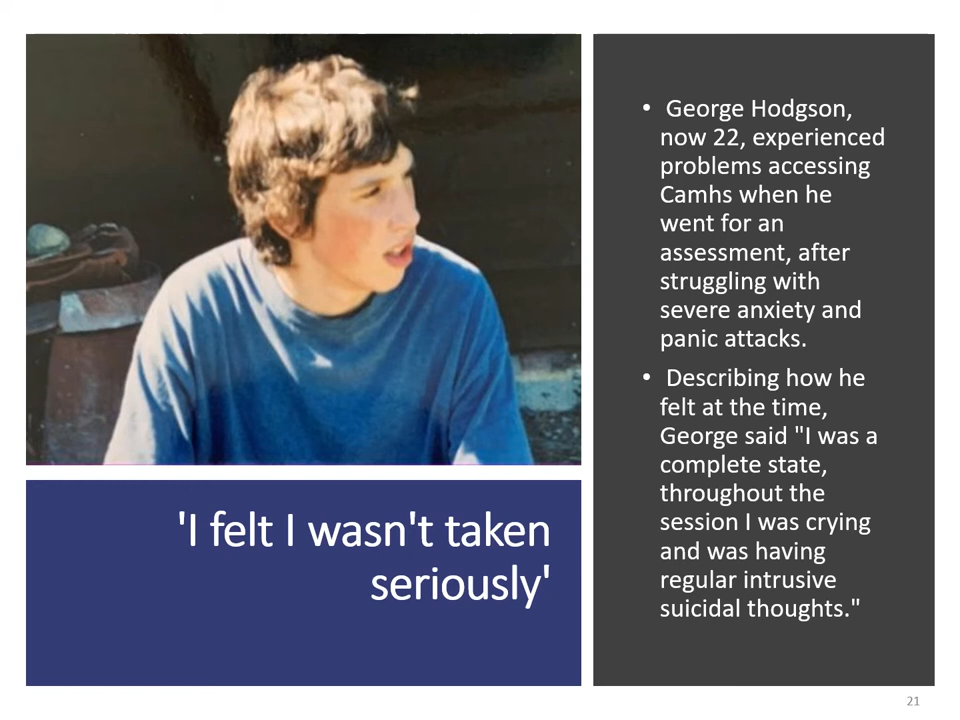 'I felt I wasn't taken
seriously'
• George Hodgson,
now 22, experienced
problems accessing
Camhs when he
went for an
assessment, after
struggling with
severe anxiety and
panic attacks.
• Describing how he
felt at the time,
George said "I was a
complete state,
throughout the
session I was crying
and was having
regular intrusive
suicidal thoughts."
21